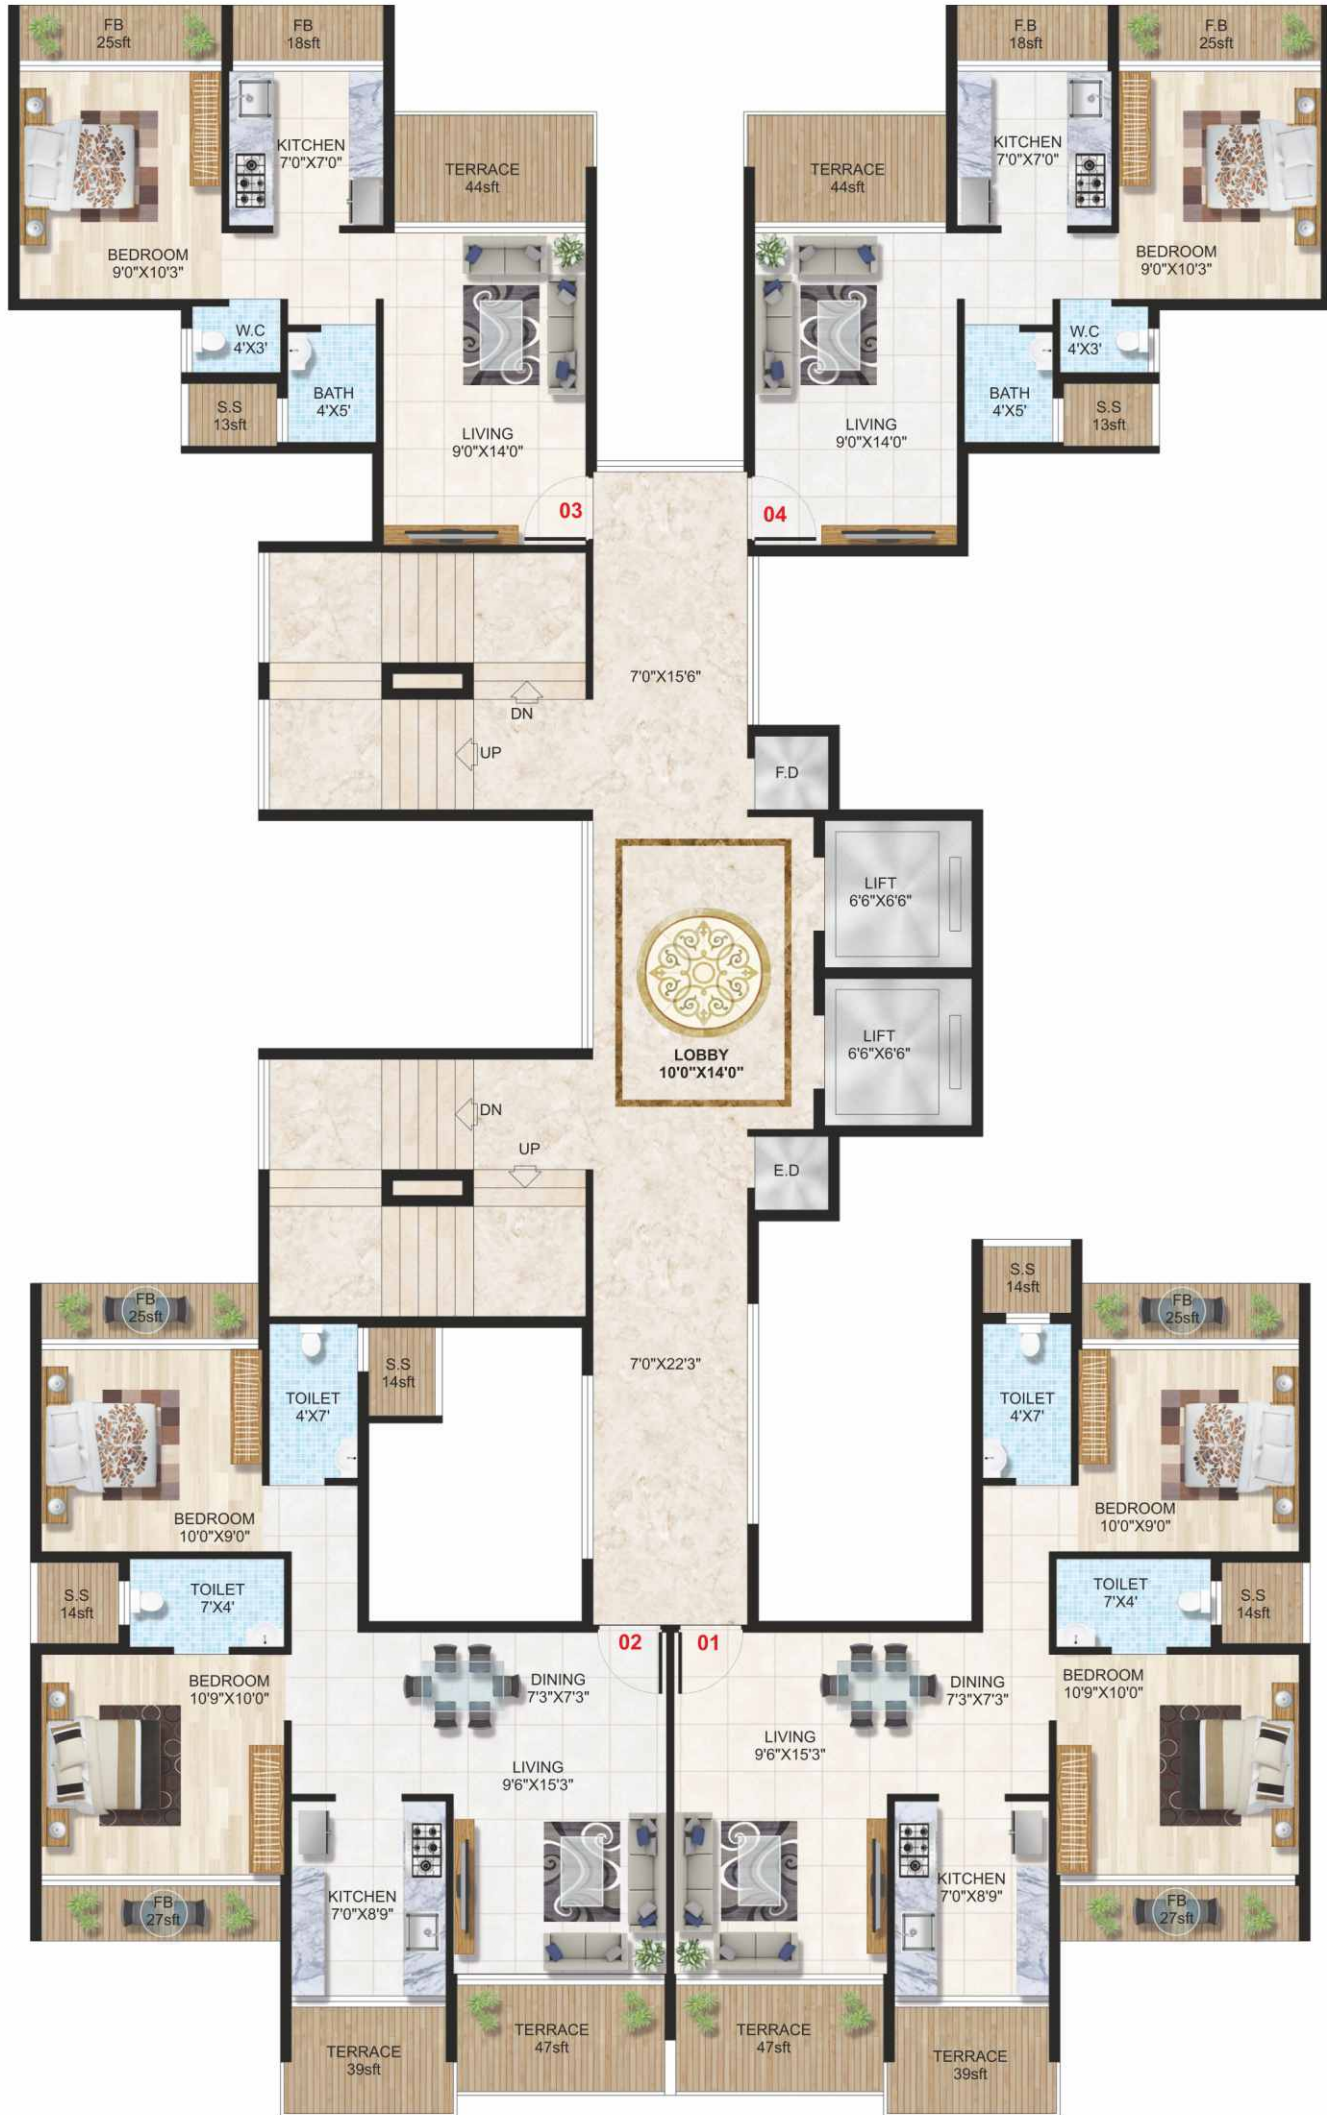 FB
25sft
FB
18sft
F.B
18sft
F.B
25sft
KITCHEN
7'0"X7'0"
KITCHEN
7'0"X7'0"
TERRACE
44sft
TERRACE
44sft
BEDROOM
9'0"X10'3"
BEDROOM
9'0"X10'3"
W.C
4'X3'
W.C
4'X3'
BATH
4'X5'
BATH
4'X5'
S.S
13sft
S.S
13sft
LIVING
9'0"X14'0"
LIVING
9'0"X14'0"
03
04
7'0"X15'6"
DN
UP
F.D
LIFT
6'6"X6'6"
LIFT
6'6"X6'6"
LOBBY
10'0"X14'0"
DN
UP
E.D
S.S
14sft
FB
25sft
FB
25sft
7'0"X22'3"
S.S
14sft
TOILET
4'X7'
TOILET
4'X7'
BEDROOM
10'0"X9'0"
BEDROOM
10'0"X9'0"
S.S
14sft
TOILET
7'X4'
TOILET
7'X4'
S.S
14sft
02
01
BEDROOM
10'9"X10'0"
DINING
7'3"X7'3"
DINING
7'3"X7'3"
BEDROOM
10'9"X10'0"
LIVING
9'6"X15'3"
LIVING
9'6"X15'3"
KITCHEN
7'0"X8'9"
KITCHEN
7'0"X8'9"
FB
27sft
FB
27sft
TERRACE
39sft
TERRACE
47sft
TERRACE
47sft
TERRACE
39sft